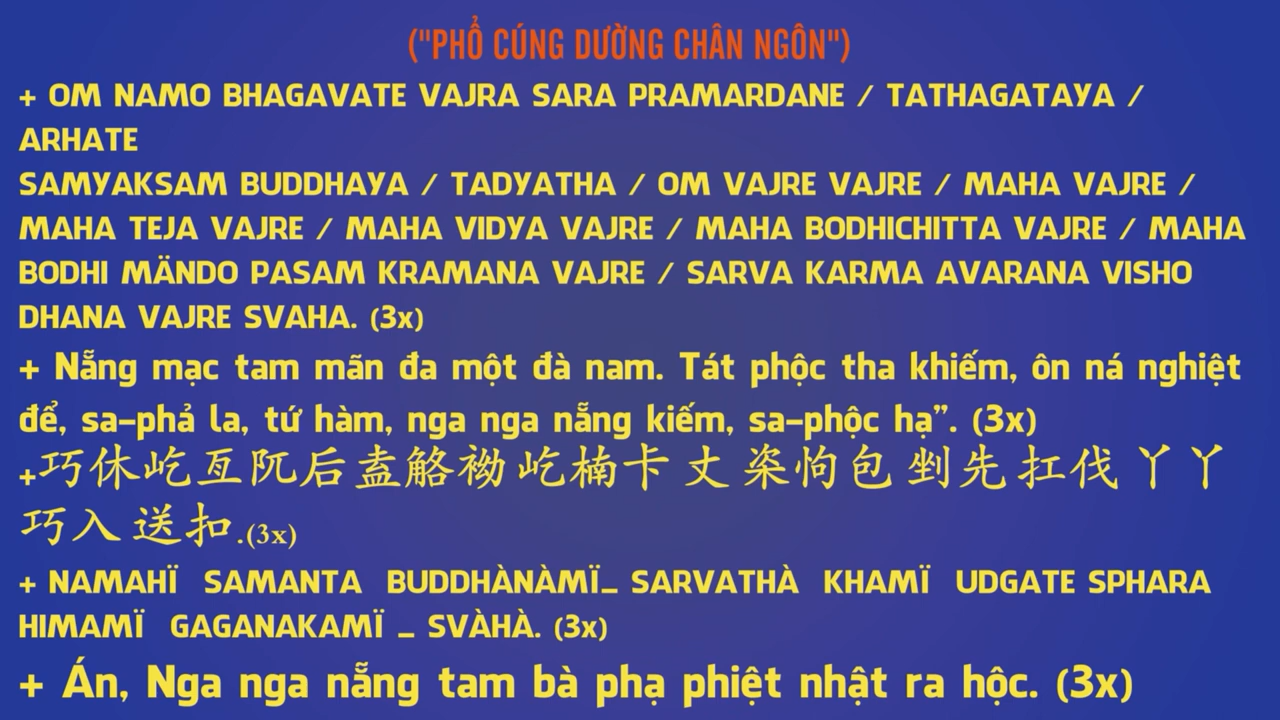 ("PHỔ CÚNG DƯỜNG CHÂN NGÔN")
+ OM NAMO BHAGAVATE VAJRA SARA PRAMARDANE / TATHAGATAYA /
ARHATE
SAMYAKSAM BUDDHAYA / TADYATHA / OM VAJRE VAJRE / MAHA VAJRE /
MAHA TEJA VAJRE / MAHA VIDYA VAJRE / MAHA BODHICHITTA VAJRE / MAHA
BODHI MÄNDO PASAM KRAMANA VAJRE / SARVA KARMA AVARANA VISHO
DHANA VAJRE SVAHA. (3x)
+ Nẵng mạc tam mãn đa một đà nam. Tát phộc tha khiếm, ôn ná nghiệt
để, sa-phả la, tứ hàm, nga nga nẵng kiếm, sa-phộc hạ”. (3x)
+巧休屹亙阢后盍觡袎屹楠卡丈栥怐包剉先扛伐丫丫
巧入送扣.(3x)
+ NAMAHÏ SAMANTA BUDDHÀNÀMÏ_ SARVATHÀ KHAMÏ UDGATE SPHARA
HIMAMÏ GAGANAKAMÏ _ SVÀHÀ. (3x)
+ Án, Nga nga nẵng tam bà phạ phiệt nhật ra hộc. (3x)